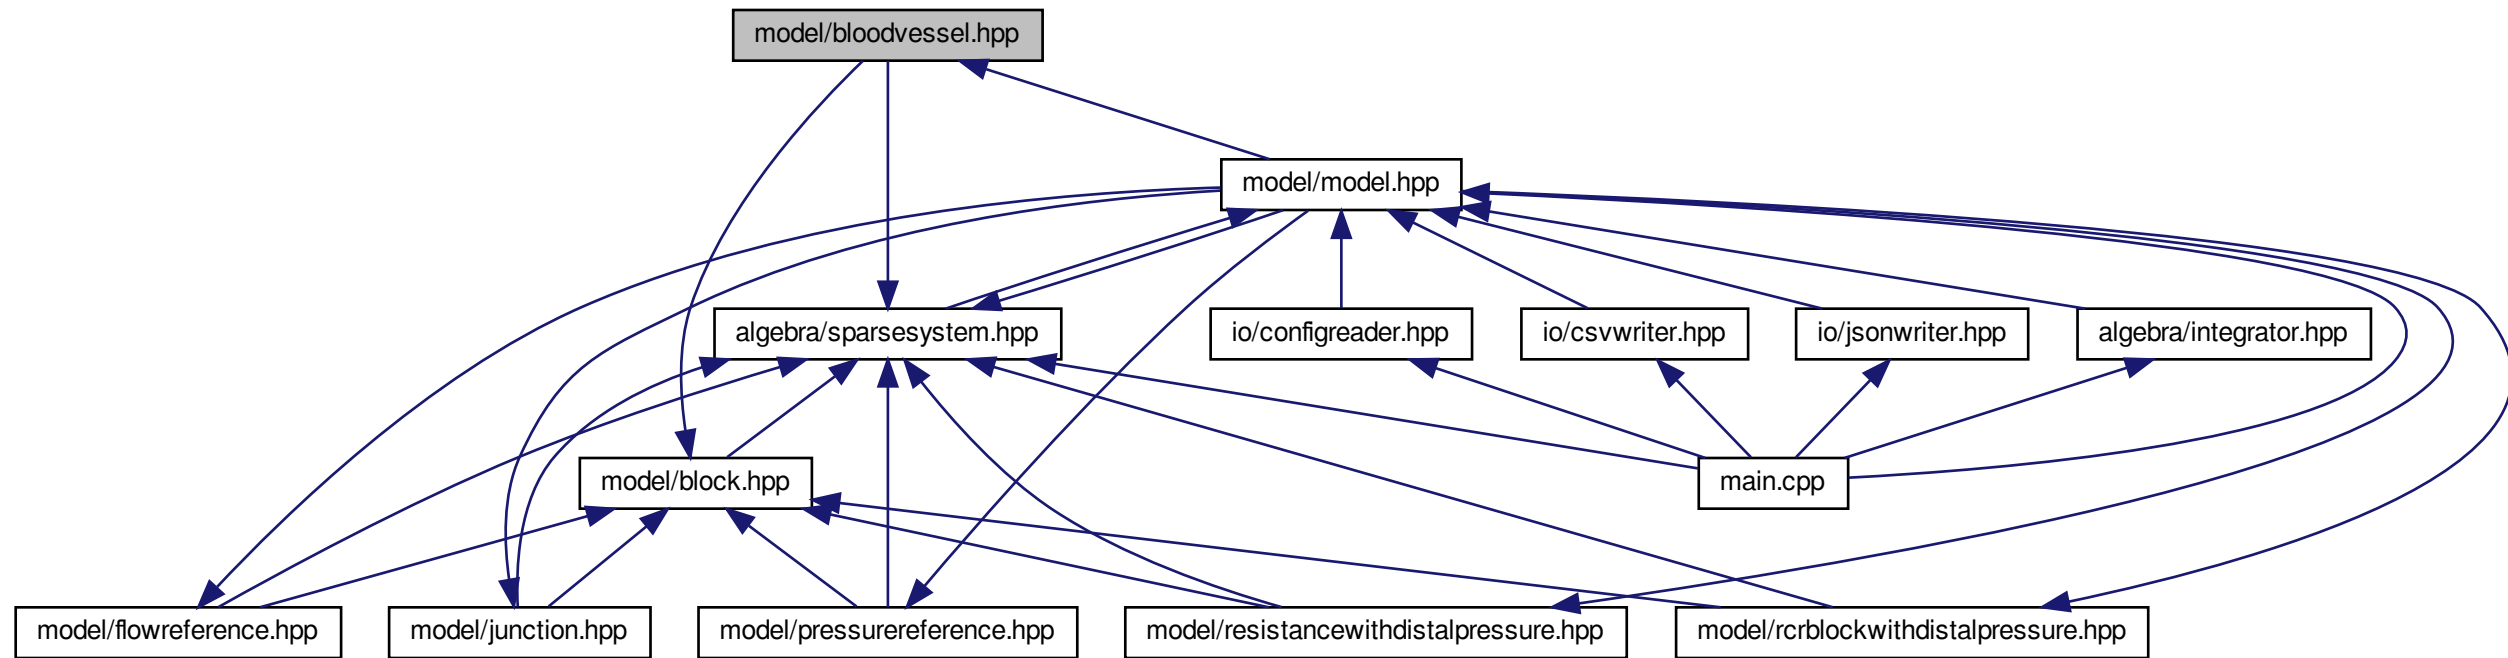 model/bloodvessel.hpp
model/model.hpp
algebra/sparsesystem.hpp
io/configreader.hpp
io/csvwriter.hpp
io/jsonwriter.hpp
algebra/integrator.hpp
model/block.hpp
main.cpp
model/flowreference.hpp
model/junction.hpp
model/pressurereference.hpp
model/resistancewithdistalpressure.hpp
model/rcrblockwithdistalpressure.hpp